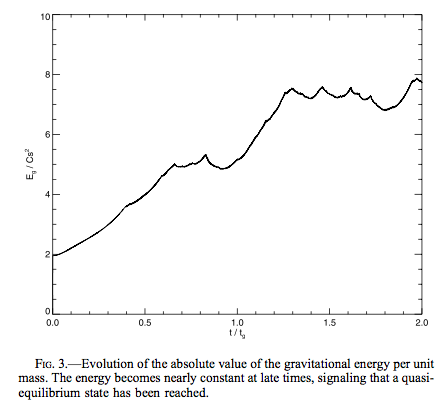 10
8
6
4
2
0
E_g / Cs²
0.0 0.5 1.0 1.5 2.0
t / t_g
FIG. 3.—Evolution of the absolute value of the gravitational energy per unit
mass. The energy becomes nearly constant at late times, signaling that a quasi-
equilibrium state has been reached.